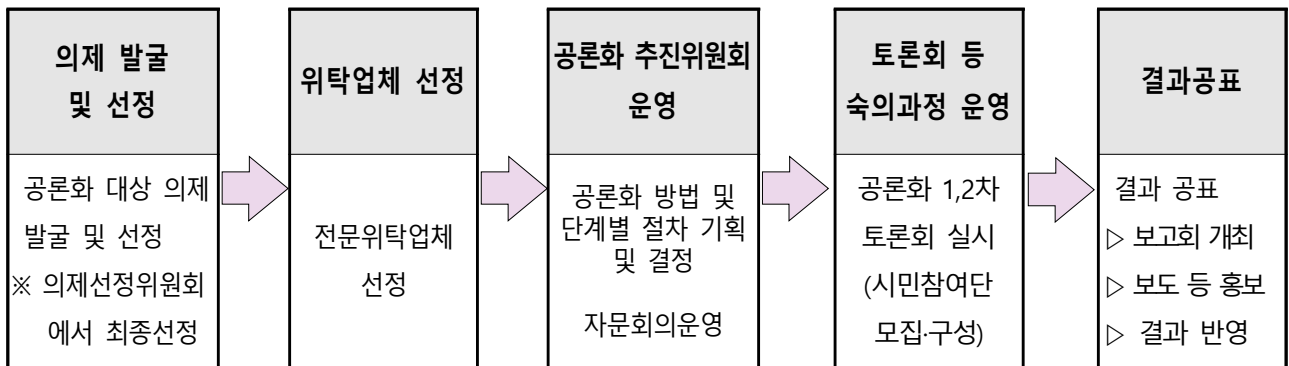 의제 발굴
및 선정
공론화 대상 의제
발굴 및 선정
※ 의제선정위원회
에서 최종선정
위탁업체 선정
전문위탁업체
선정
공론화 추진위원회
운영
공론화 방법 및
단계별 절차 기획
및 결정
자문회의운영
토론회 등
숙의과정 운영
공론화 1,2차
토론회 실시
(시민참여단
모집·구성)
결과공표
결과 공표
▷ 보고회 개최
▷ 보도 등 홍보
▷ 결과 반영